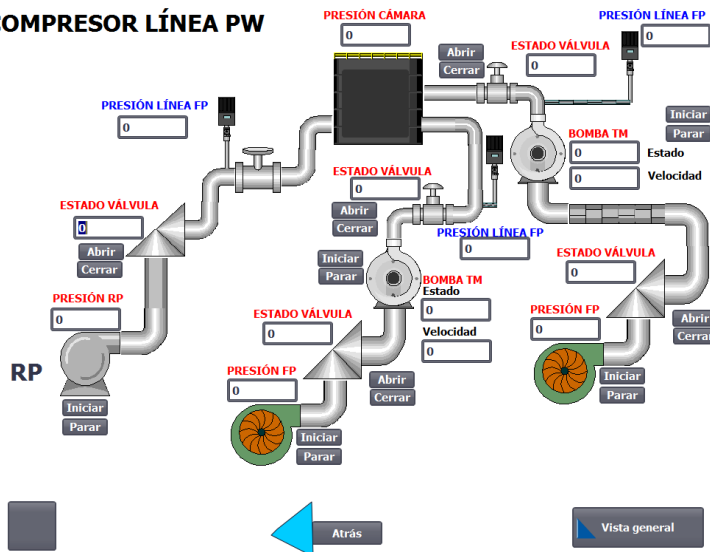 COMPRESOR LÍNEA PW
PRESIÓN CÁMARA
0
PRESIÓN LÍNEA FP
0
Abrir
Cerrar
ESTADO VÁLVULA
0
PRESIÓN LÍNEA FP
0
Iniciar
Parar
BOMBA TM
0
Estado
0
Velocidad
ESTADO VÁLVULA
0
Abrir
Cerrar
ESTADO VÁLVULA
0
Abrir
Cerrar
PRESIÓN LÍNEA FP
0
Iniciar
Parar
BOMBA TM
Estado
0
Velocidad
0
ESTADO VÁLVULA
0
PRESIÓN RP
0
RP
Iniciar
Parar
ESTADO VÁLVULA
0
Abrir
Cerrar
PRESIÓN FP
0
Iniciar
Parar
PRESIÓN FP
0
Abrir
Cerrar
Iniciar
Parar
Atrás
Vista general